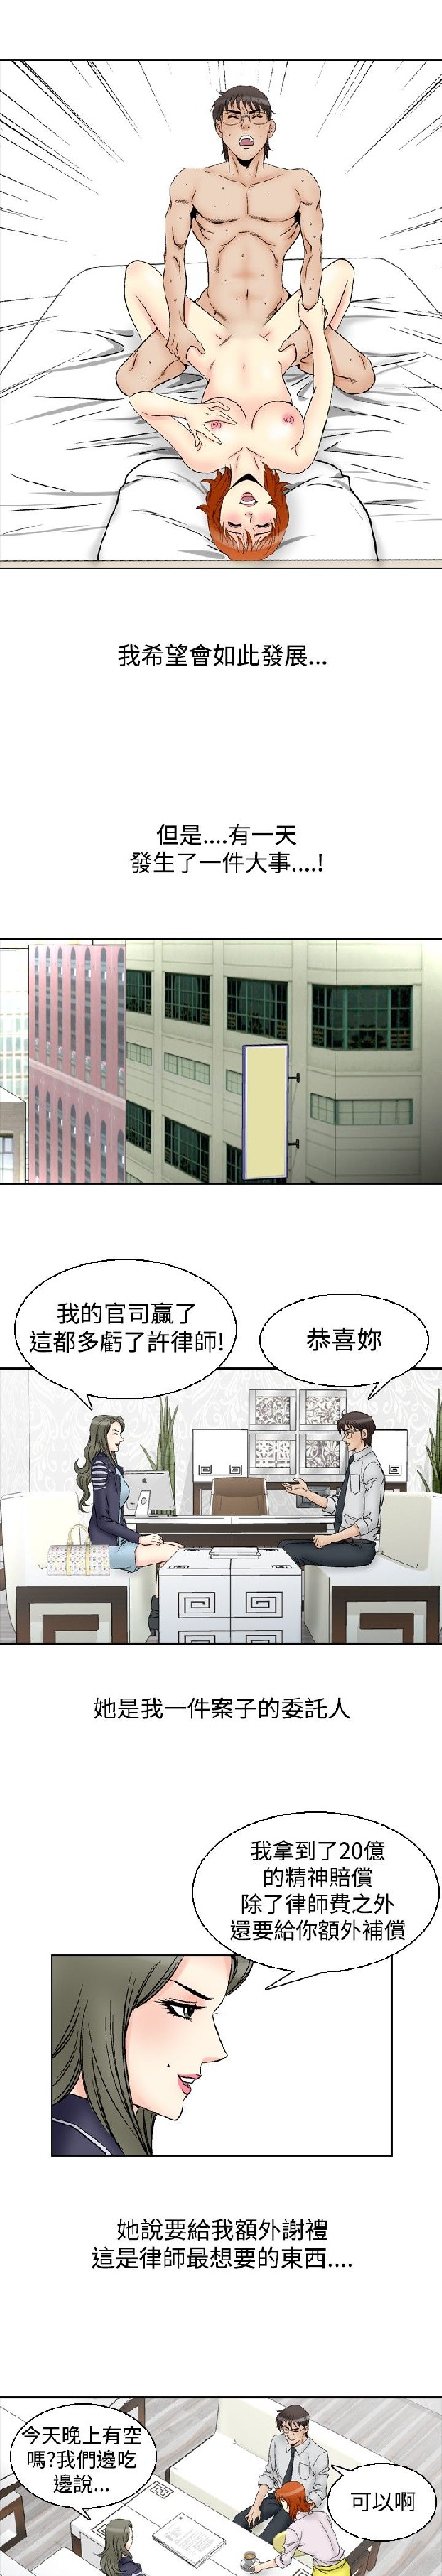 我希望會如此發展...
但是....有一天
發生了一件大事....!
我的官司贏了
這都多虧了許律師!
恭喜妳
她是我一件案子的委託人
我拿到了20億
的精神賠償
除了律師費之外
還要給你額外補償
她說要給我額外謝禮
這是律師最想要的東西....
今天晚上有空
嗎?我們邊吃
邊說...
可以啊